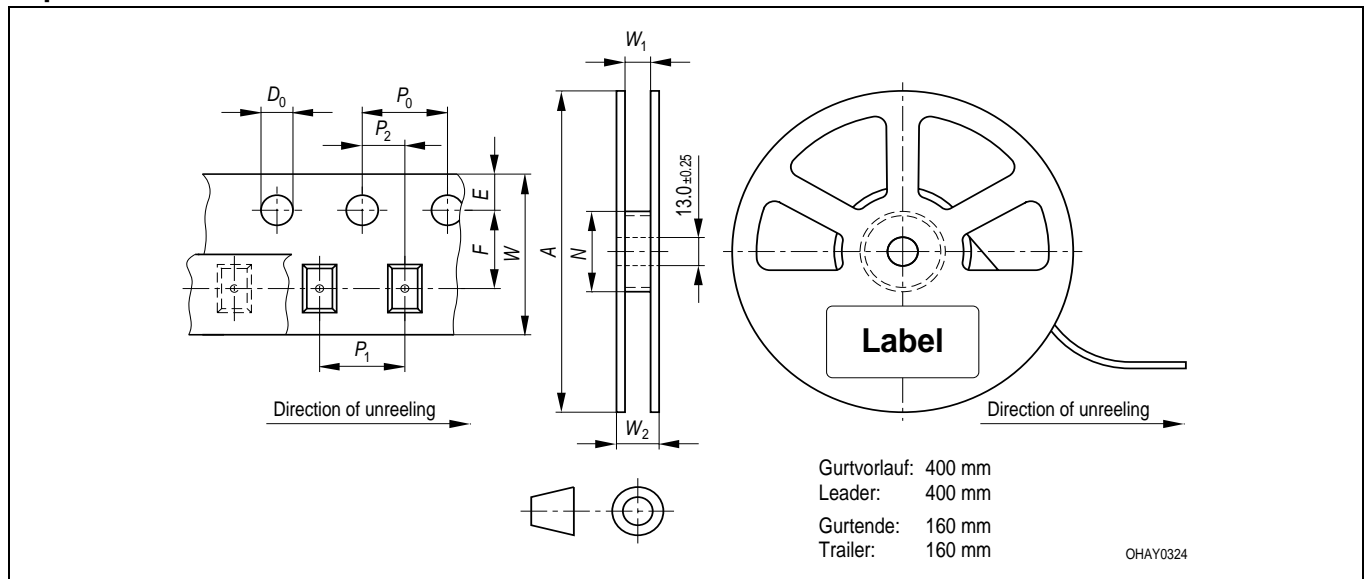 D₀
P₀
P₂
E
F
W
P₁
Direction of unreeling
W₁
A
N
13.0 ±0.25
W₂
Label
Direction of unreeling
Gurtvorlauf: 400 mm
Leader: 400 mm
Gurtende: 160 mm
Trailer: 160 mm
OHAY0324